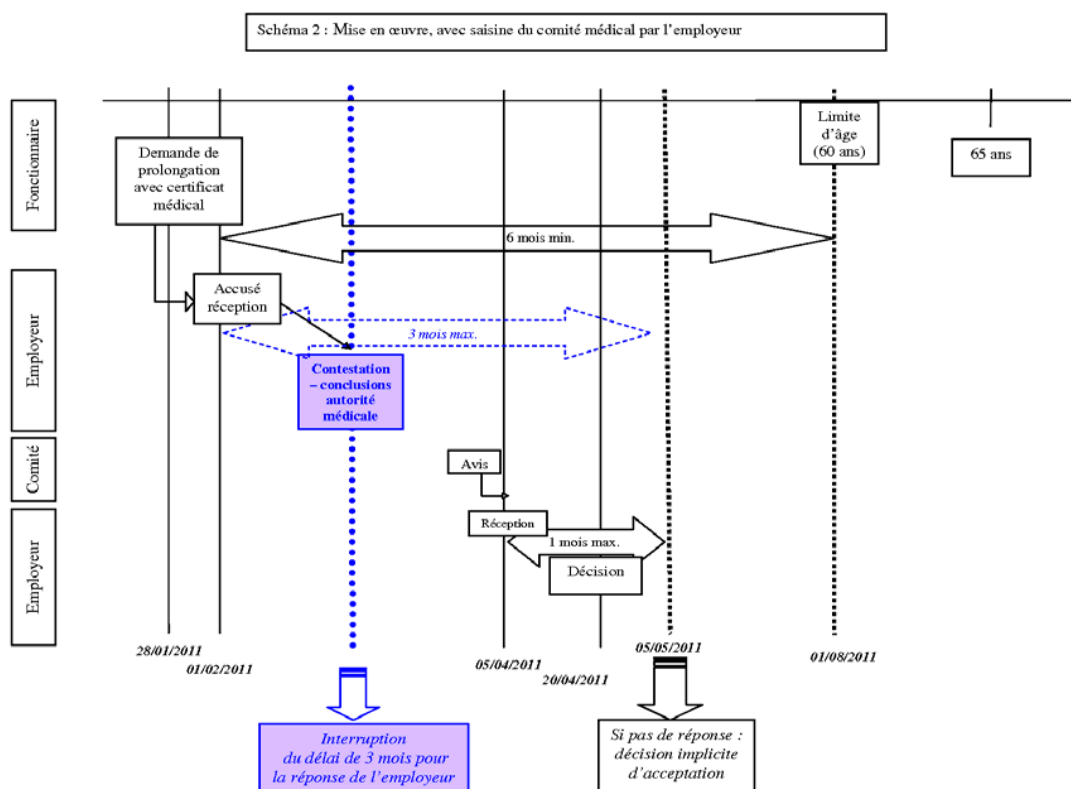 Schéma 2 : Mise en œuvre, avec saisine du comité médical par l'employeur
Fonctionnaire
Demande de
prolongation
avec certificat
médical
Limite
d'âge
(60 ans)
65 ans
6 mois min.
Employeur
Accusé
réception
3 mois max.
Contestation
– conclusions
autorité
médicale
Comité
Avis
Employeur
Réception
1 mois max.
Décision
28/01/2011
01/02/2011
05/04/2011
20/04/2011
05/05/2011
01/08/2011
Interruption
du délai de 3 mois pour
la réponse de l'employeur
Si pas de réponse :
décision implicite
d'acceptation